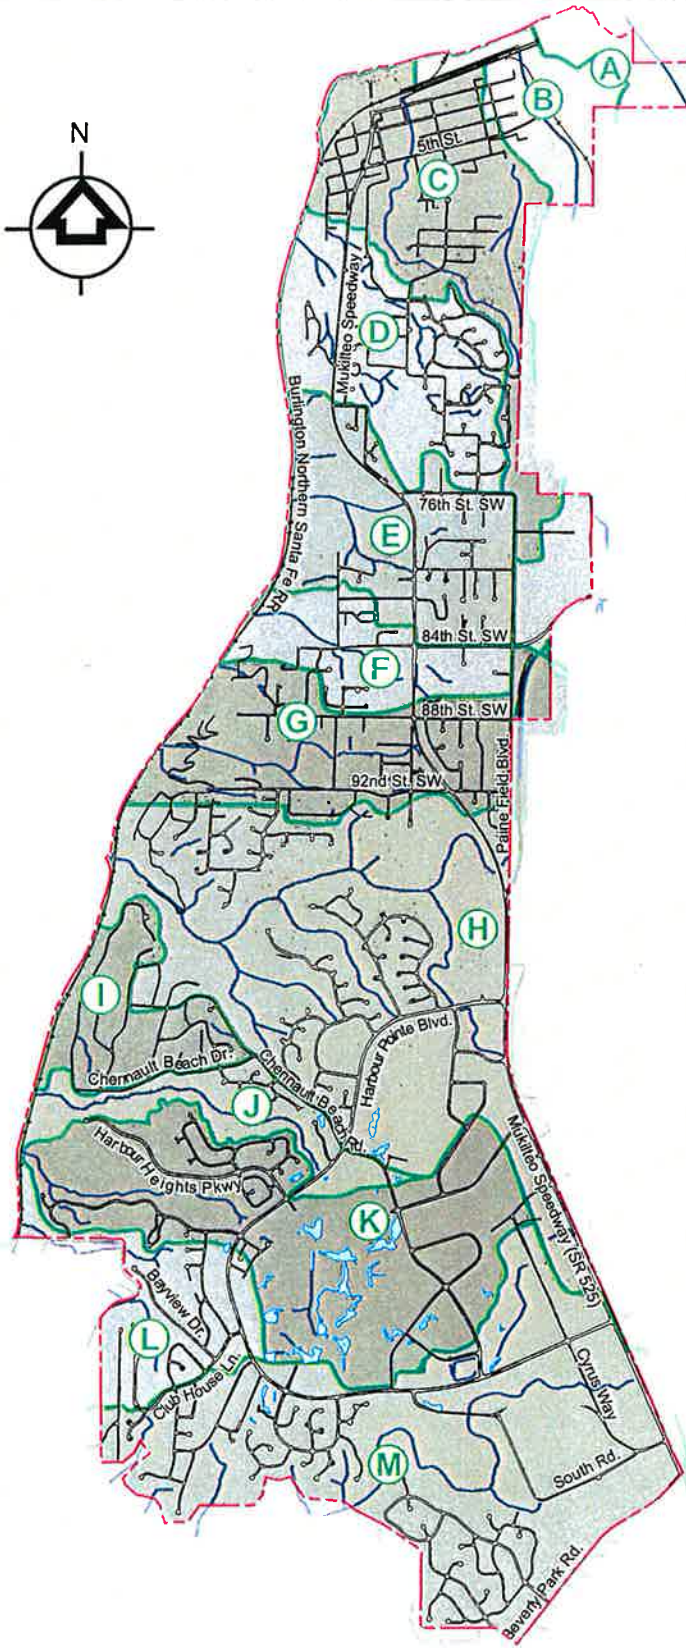 A
B
N
5th St.
C
Mukilteo Speedway
D
Burlington Northern Santa Fe RR
76th St. SW
E
84th St. SW
F
88th St. SW
G
92nd St. SW
Paine Field Blvd.
H
I
Harbour Pointe Blvd.
Chennault Beach Dr.
Chennault Beach Rd.
J
Harbour Heights Pkwy
Mukilteo Speedway (SR 525)
K
Bayview Dr.
L
Club House Ln.
Cyrus Way
M
South Rd.
Beverly Park Rd.